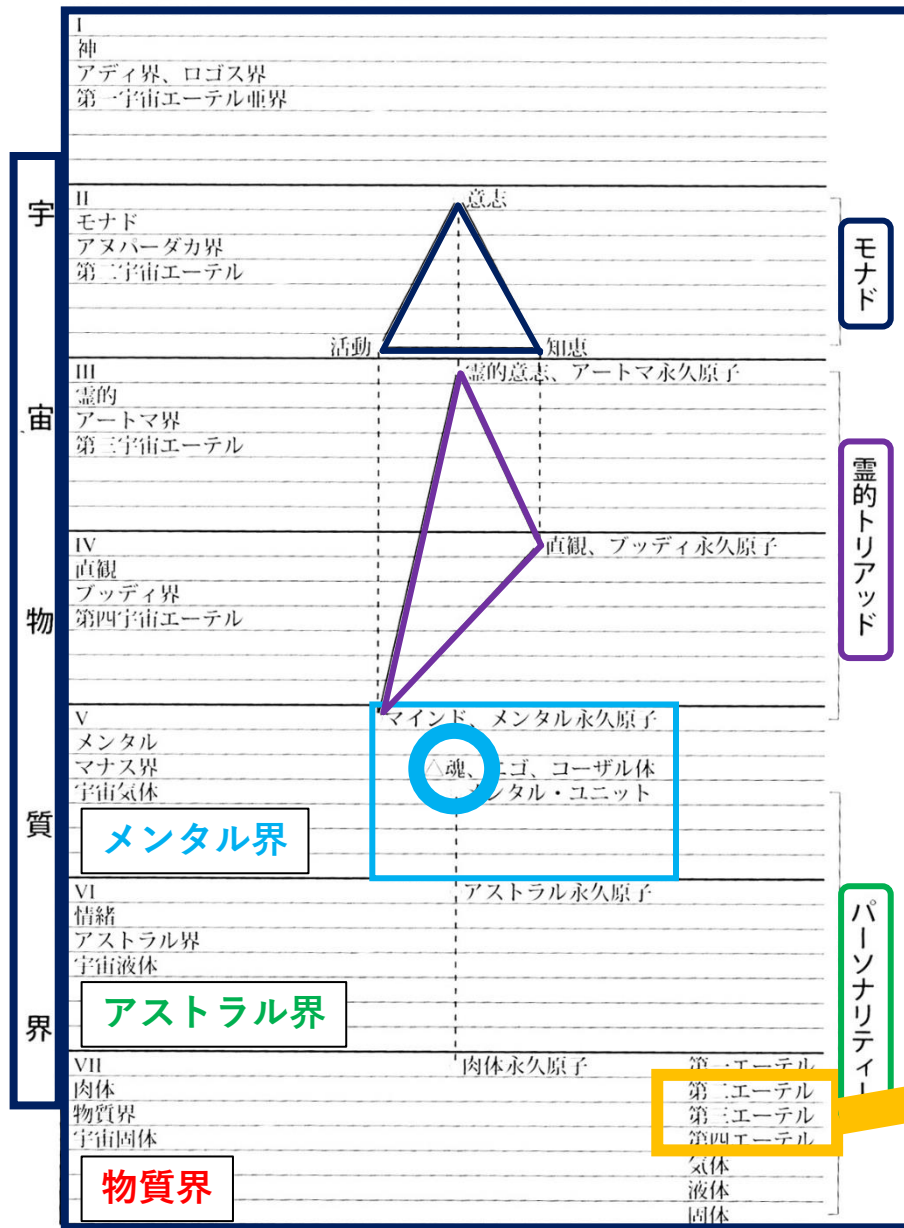 I
神
アディ界、ロゴス界
第一宇宙エーテル亜界
宇宙物質界
II
意志
モナド
アヌパーダカ界
第二宇宙エーテル
活動
知恵
モナド
III
霊的意志、アートマ永久原子
霊的
アートマ界
第三宇宙エーテル
IV
直観、ブッディ永久原子
直観
ブッディ界
第四宇宙エーテル
霊的トリアッド
V
マインド、メンタル永久原子
メンタル
マナス界
△魂、エゴ、コーザル体
宇宙気体
メンタル・ユニット
メンタル界
VI
アストラル永久原子
情緒
アストラル界
宇宙液体
アストラル界
パーソナリティー
VII
肉体永久原子
第一エーテル
肉体
第二エーテル
物質界
第三エーテル
宇宙固体
第四エーテル
気体
物質界
液体
固体